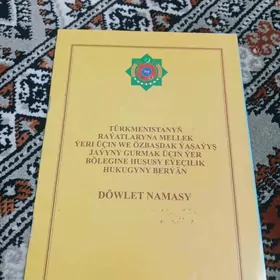 TÜRKMENISTANYŇ
RAÝATLARYNA MELLEK
ÝERI ÜÇIN WE ÖZBAŞDAK ÝAŞAÝYŞ
JAÝYNY GURMAK ÜÇIN ÝER
BÖLEGINE HUSUSY EÝEÇILIK
HUKUGYNY BERÝÄN
DÖWLET NAMASY